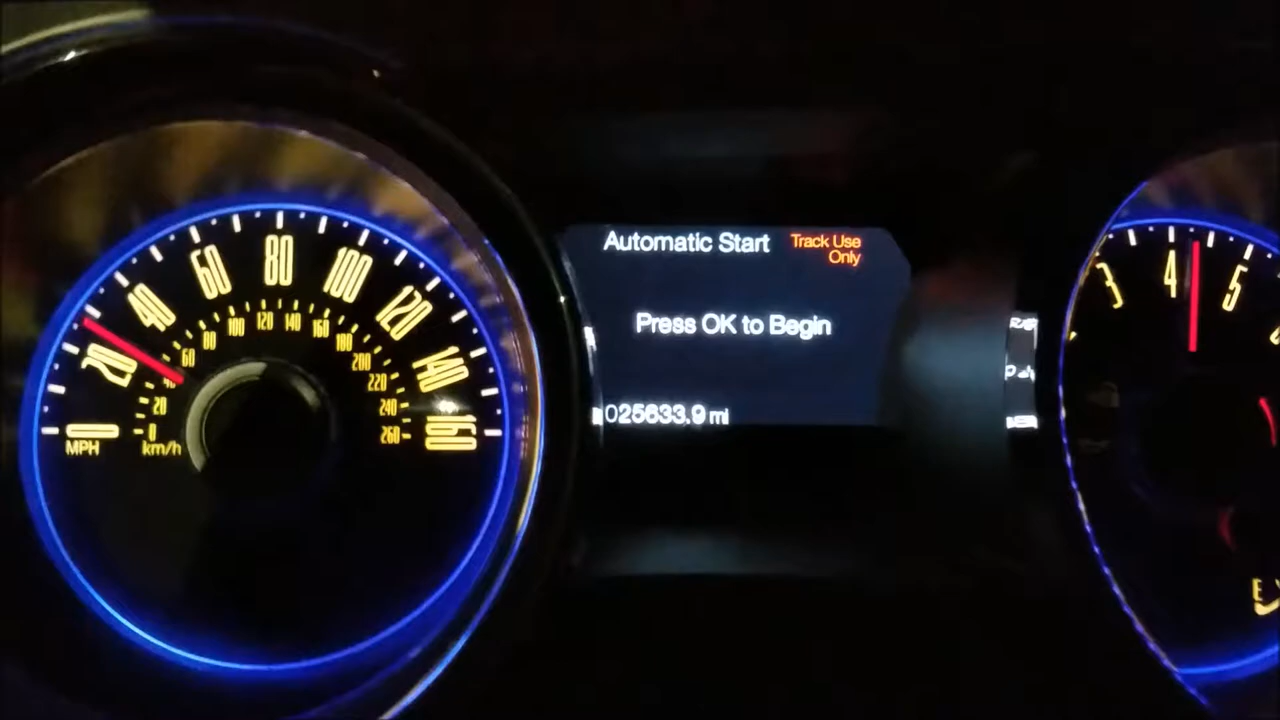 20 40 60 80 100 120 140 160
MPH
0 20 40 60 80 100 120 140 160 180 200 220 240 260
km/h
Automatic Start
Track Use
Only
Press OK to Begin
025633.9 mi
3 4 5
E